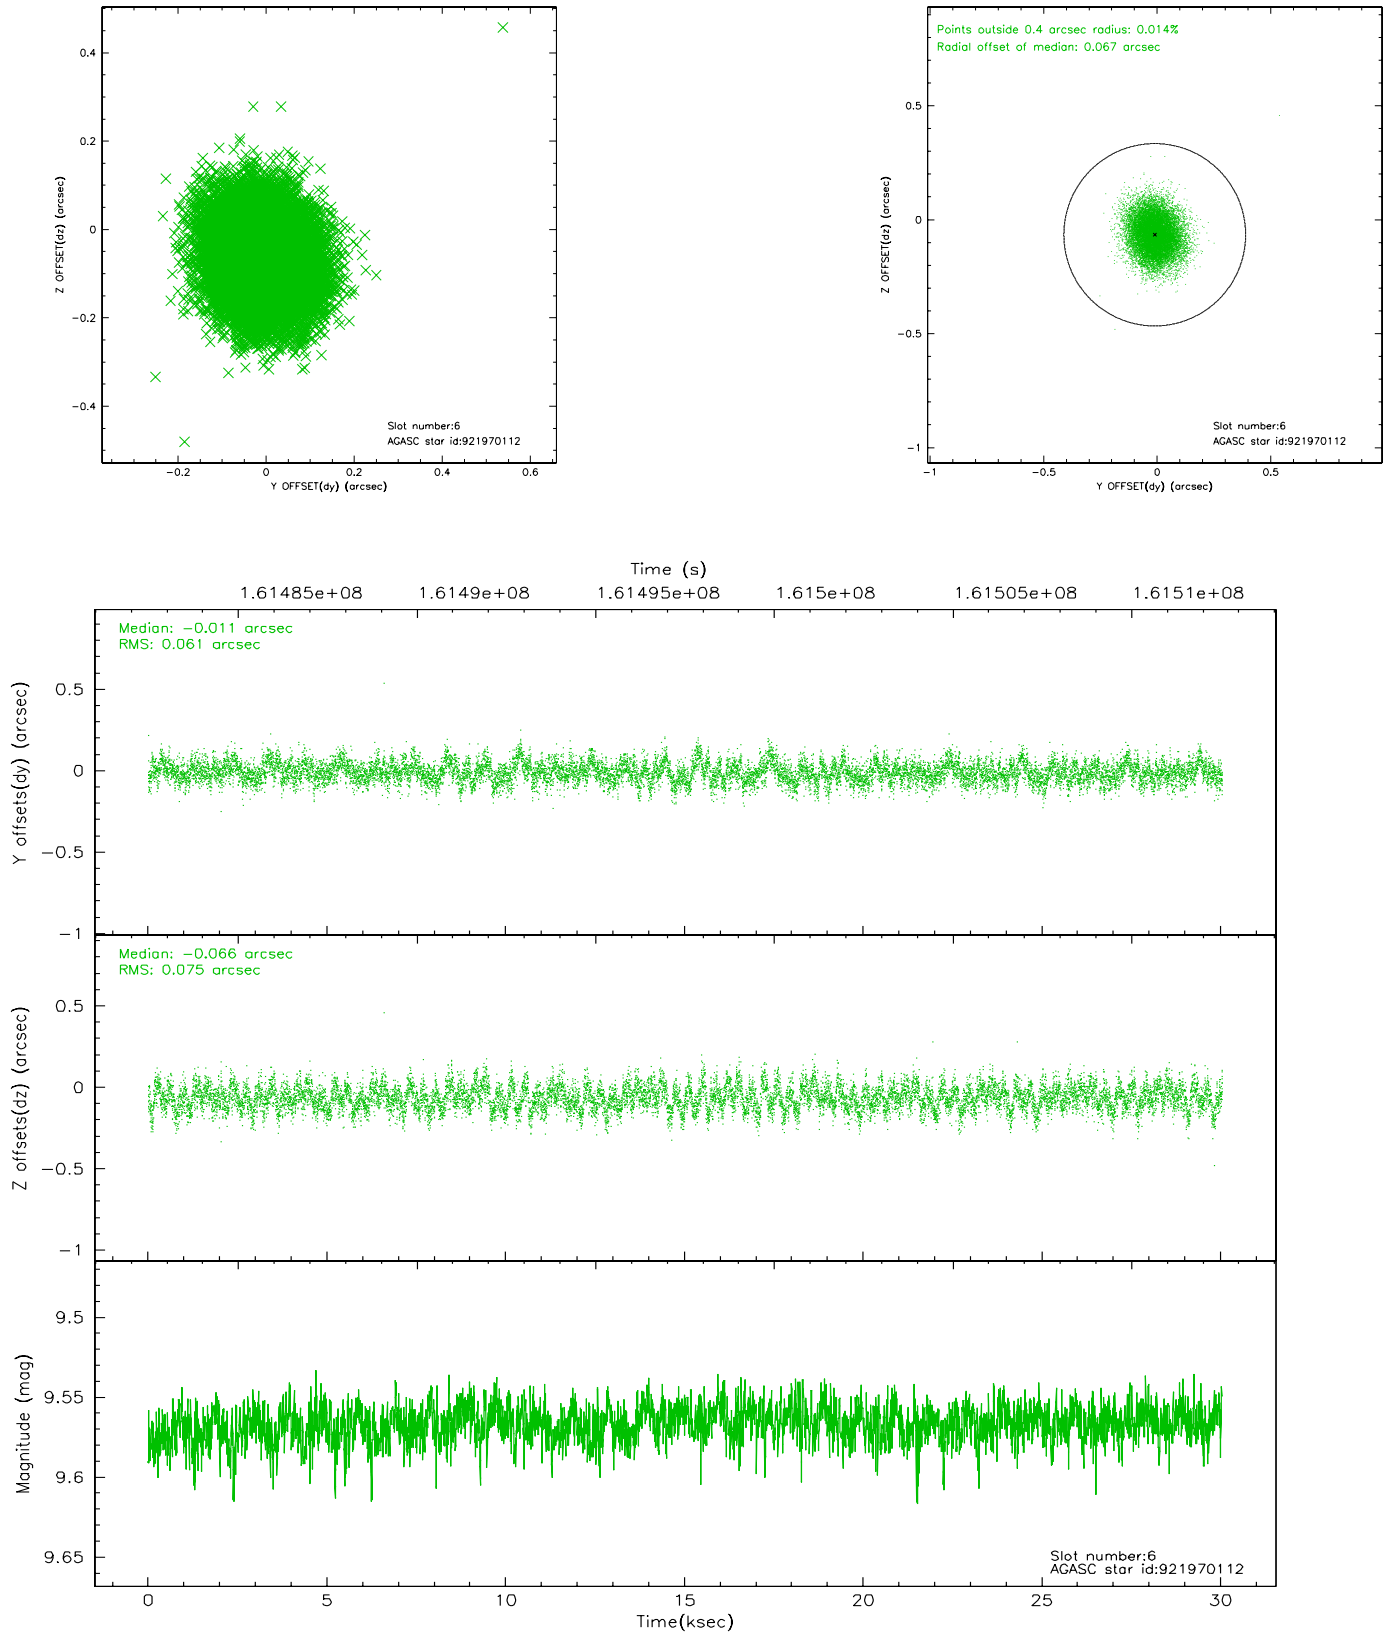 0.4
0.2
0
−0.2
−0.4
Z OFFSET(dz) (arcsec)
Slot number:6
AGASC star id:921970112
−0.2
0
0.2
0.4
0.6
Y OFFSET(dy) (arcsec)
Points outside 0.4 arcsec radius: 0.014%
Radial offset of median: 0.067 arcsec
0.5
0
−0.5
−1
Z OFFSET(dz) (arcsec)
Slot number:6
AGASC star id:921970112
−1
−0.5
0
0.5
Y OFFSET(dy) (arcsec)
Time (s)
1.61485e+08
1.6149e+08
1.61495e+08
1.615e+08
1.61505e+08
1.6151e+08
Median: −0.011 arcsec
RMS: 0.061 arcsec
0.5
0
−0.5
−1
Y offsets(dy) (arcsec)
Median: −0.066 arcsec
RMS: 0.075 arcsec
0.5
0
−0.5
−1
Z offsets(dz) (arcsec)
9.5
9.55
9.6
9.65
Magnitude (mag)
Slot number:6
AGASC star id:921970112
0
5
10
15
20
25
30
Time(ksec)